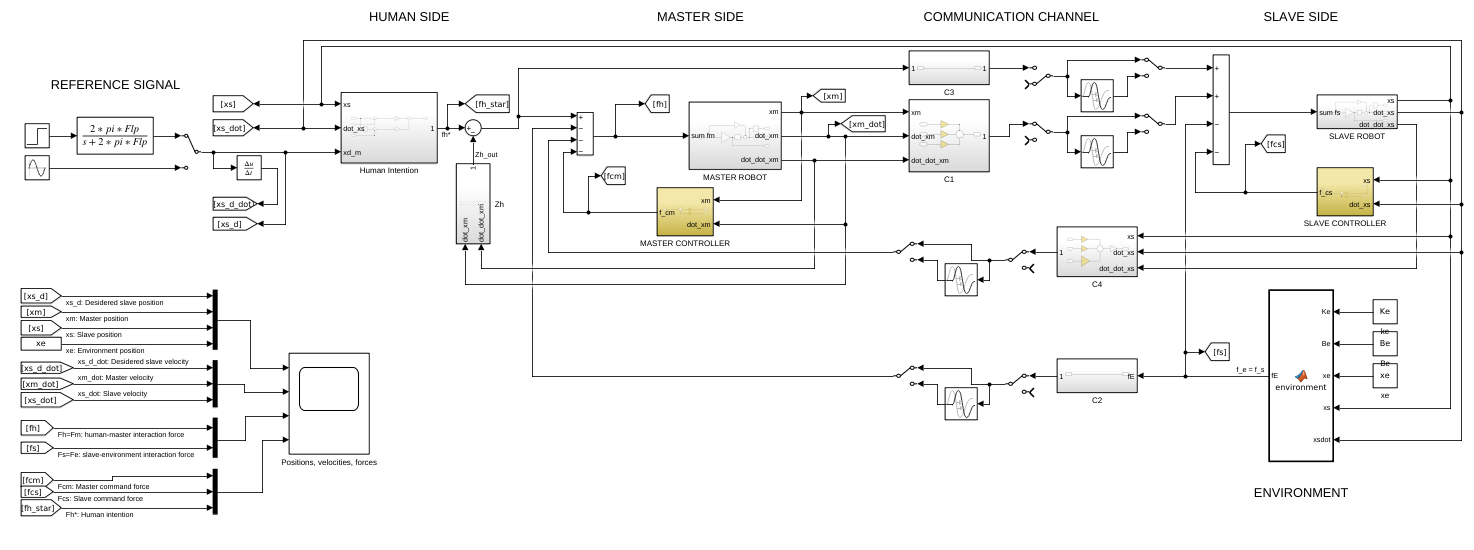 HUMAN SIDE
MASTER SIDE
COMMUNICATION CHANNEL
SLAVE SIDE
REFERENCE SIGNAL
2 * pi * Flp
s + 2 * pi * Flp
Δu
Δt
[xs]
[xs_dot]
[xs_d_dot]
[xs_d]
xs
dot_xs
xd_m
1
Human Intention
[fh_star]
fh*
+
−
Zh_out
1
dot_xm
dot_dot_xm
Zh
+
−
−
−
[fh]
[fcm]
sum fm
xm
dot_xm
dot_dot_xm
MASTER ROBOT
f_cm
xm
dot_xm
MASTER CONTROLLER
[xm]
[xm_dot]
1
1
C3
xm
dot_xm
dot_dot_xm
1
C1
1
xs
dot_xs
dot_dot_xs
C4
1
fE
C2
+
+
−
−
[fcs]
sum fs
xs
dot_xs
dot_dot_xs
SLAVE ROBOT
f_cs
xs
dot_xs
SLAVE CONTROLLER
[fs]
f_e = f_s
fE
Ke
Be
xe
xs
xsdot
environment
Ke
ke
Be
Be
xe
xe
ENVIRONMENT
[xs_d]
xs_d: Desidered slave position
[xm]
xm: Master position
[xs]
xs: Slave position
xe
xe: Environment position
[xs_d_dot]
xs_d_dot: Desidered slave velocity
[xm_dot]
xm_dot: Master velocity
[xs_dot]
xs_dot: Slave velocity
[fh]
Fh=Fm: human-master interaction force
[fs]
Fs=Fe: slave-environment interaction force
[fcm]
Fcm: Master command force
[fcs]
Fcs: Slave command force
[fh_star]
Fh*: Human intention
Positions, velocities, forces